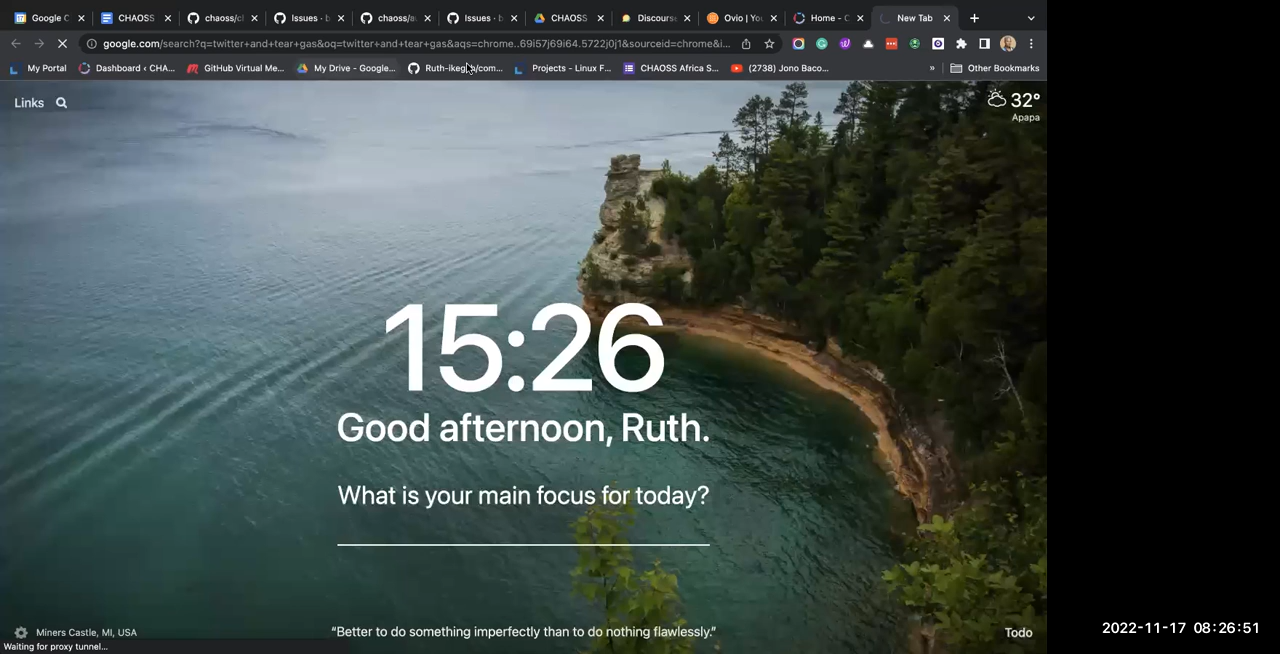 Google C
CHAOSS
chaoss/c
Issues · b
chaoss/a
Issues · b
CHAOSS
Discours
Ovio | You
Home - C
New Tab
google.com/search?q=twitter+and+tear+gas&oq=twitter+and+tear+gas&aqs=chrome..69i57j69i64.5722j0j1&sourceid=chrome&i...
My Portal
Dashboard ‹ CHA...
GitHub Virtual Me...
My Drive - Google...
Ruth-ikeg
/com...
Projects - Linux F...
CHAOSS Africa S...
(2738) Jono Baco...
»
Other Bookmarks
Links
32°
Apapa
15:26
Good afternoon, Ruth.
What is your main focus for today?
Miners Castle, MI, USA
“Better to do something imperfectly than to do nothing flawlessly.”
Todo
Waiting for proxy tunnel...
2022-11-17 08:26:51